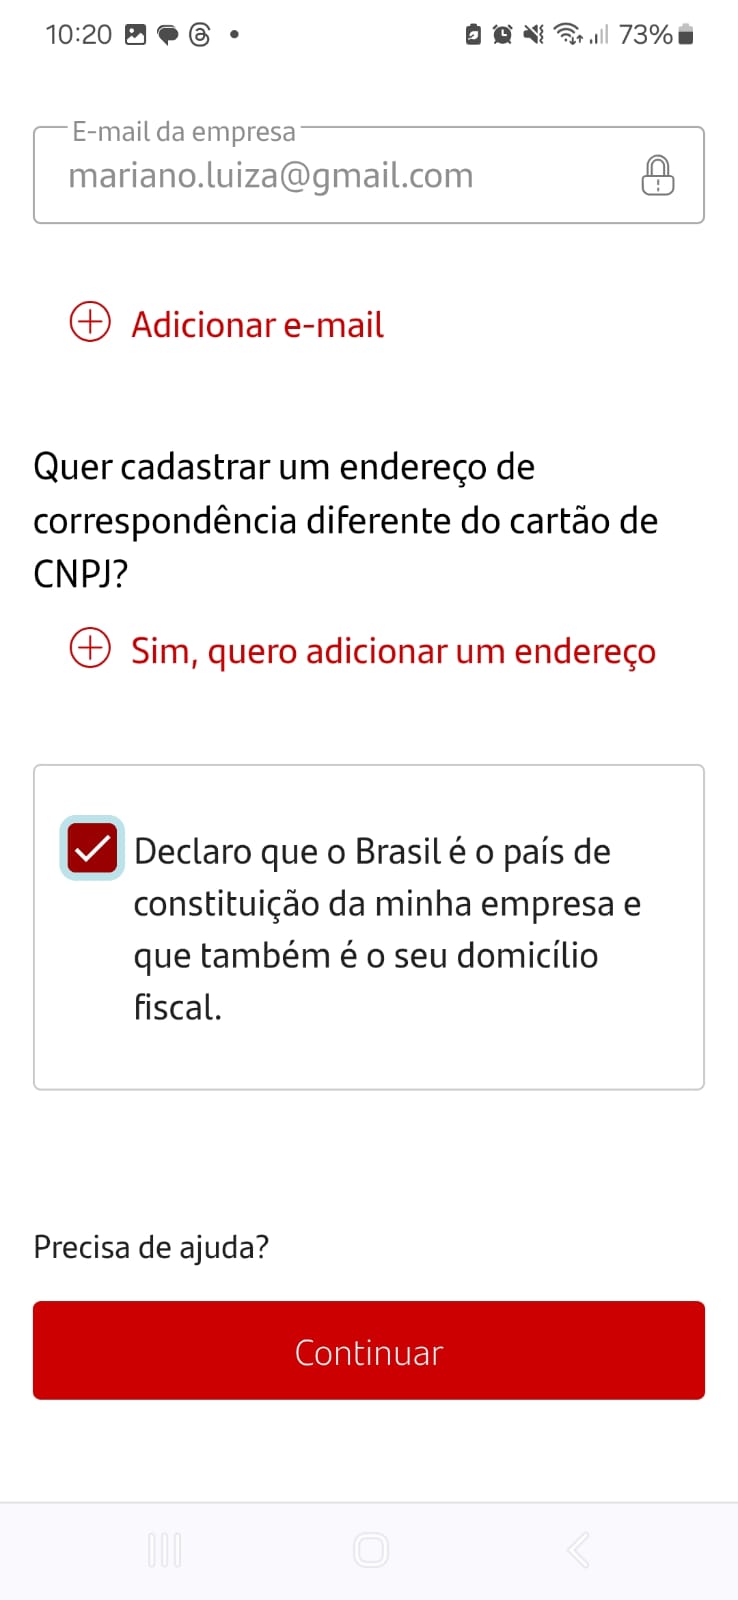 10:20
73%
E-mail da empresa
mariano.luiza@gmail.com
Adicionar e-mail
Quer cadastrar um endereço de
correspondência diferente do cartão de
CNPJ?
Sim, quero adicionar um endereço
Declaro que o Brasil é o país de
constituição da minha empresa e
que também é o seu domicílio
fiscal.
Precisa de ajuda?
Continuar